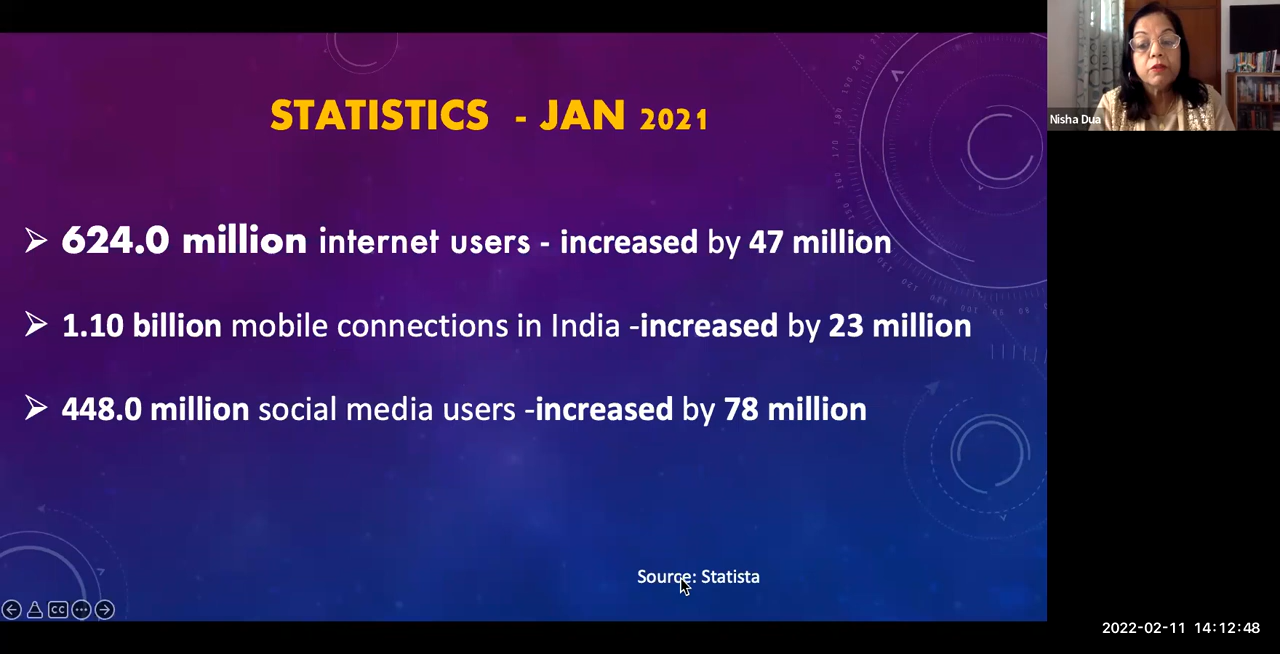 STATISTICS - JAN 2021
➢ 624.0 million internet users - increased by 47 million
➢ 1.10 billion mobile connections in India -increased by 23 million
➢ 448.0 million social media users -increased by 78 million
Source: Statista
CC
Nisha Dua
2022-02-11 14:12:48